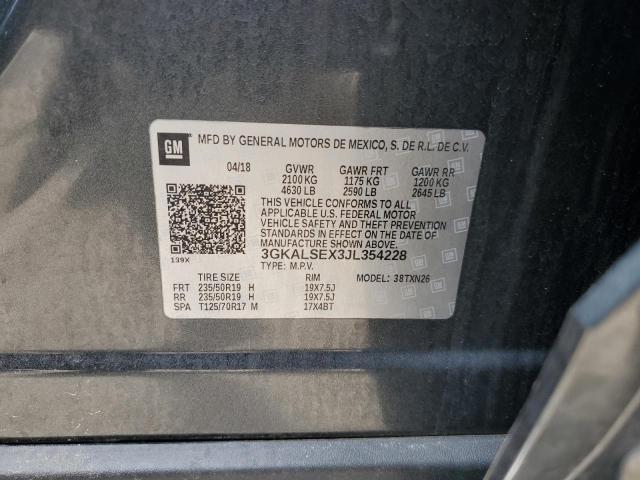 GM
MFD BY GENERAL MOTORS DE MEXICO, S. DE R.L. DE C.V.
04/18 GVWR GAWR FRT GAWR RR
2100 KG 1175 KG 1200 KG
4630 LB 2590 LB 2645 LB
THIS VEHICLE CONFORMS TO ALL
APPLICABLE U.S. FEDERAL MOTOR
VEHICLE SAFETY AND THEFT PREVENTION
STANDARDS IN EFFECT ON THE DATE OF
MANUFACTURE SHOWN ABOVE.
139X 3GKALSEX3JL354228
TYPE: M.P.V. MODEL: 38TXN26
TIRE SIZE RIM
FRT 235/50R19 H 19X7.5J
RR 235/50R19 H 19X7.5J
SPA T125/70R17 M 17X4BT